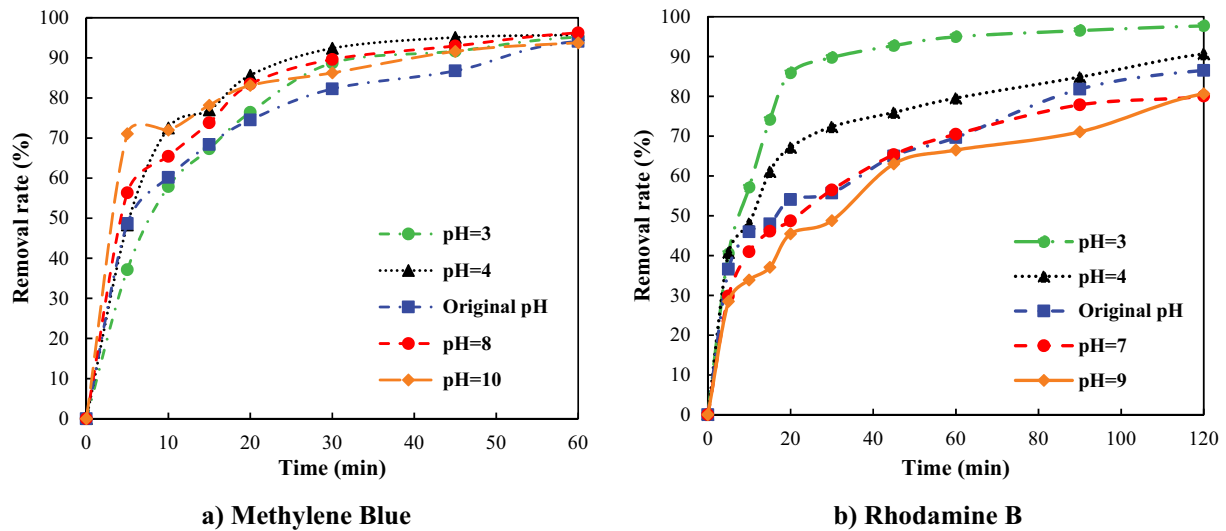 100
90
80
70
60
50
40
30
20
10
0
Removal rate (%)
0
10
20
30
40
50
60
Time (min)
pH=3
pH=4
Original pH
pH=8
pH=10
a) Methylene Blue
100
90
80
70
60
50
40
30
20
10
0
Removal rate (%)
0
20
40
60
80
100
120
Time (min)
pH=3
pH=4
Original pH
pH=7
pH=9
b) Rhodamine B